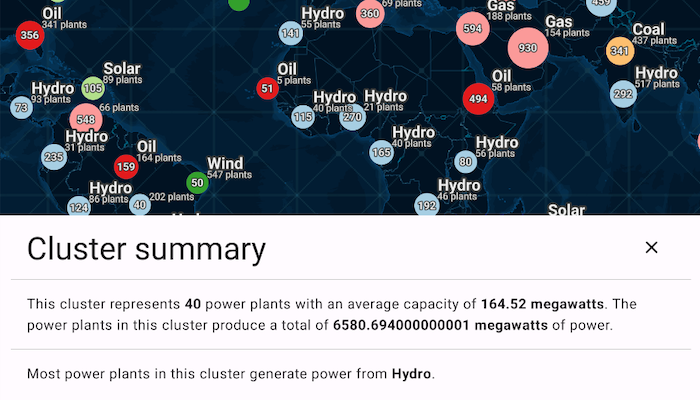 Oil
341 plants
356
Hydro
55 plants
141
360
69 plants
Gas
188 plants
594
Gas
154 plants
930
459
Coal
437 plants
341
Solar
89 plants
105
Hydro
93 plants
73
548
66 plants
Oil
5 plants
51
Hydro
40 plants
115
Hydro
21 plants
270
Oil
58 plants
494
Hydro
517 plants
292
Hydro
31 plants
235
Oil
164 plants
159
Wind
547 plants
50
Hydro
40 plants
165
Hydro
56 plants
80
Hydro
86 plants
124
202 plants
40
Hydro
46 plants
192
Solar
Cluster summary
This cluster represents 40 power plants with an average capacity of 164.52 megawatts. The
power plants in this cluster produce a total of 6580.694000000001 megawatts of power.
Most power plants in this cluster generate power from Hydro.